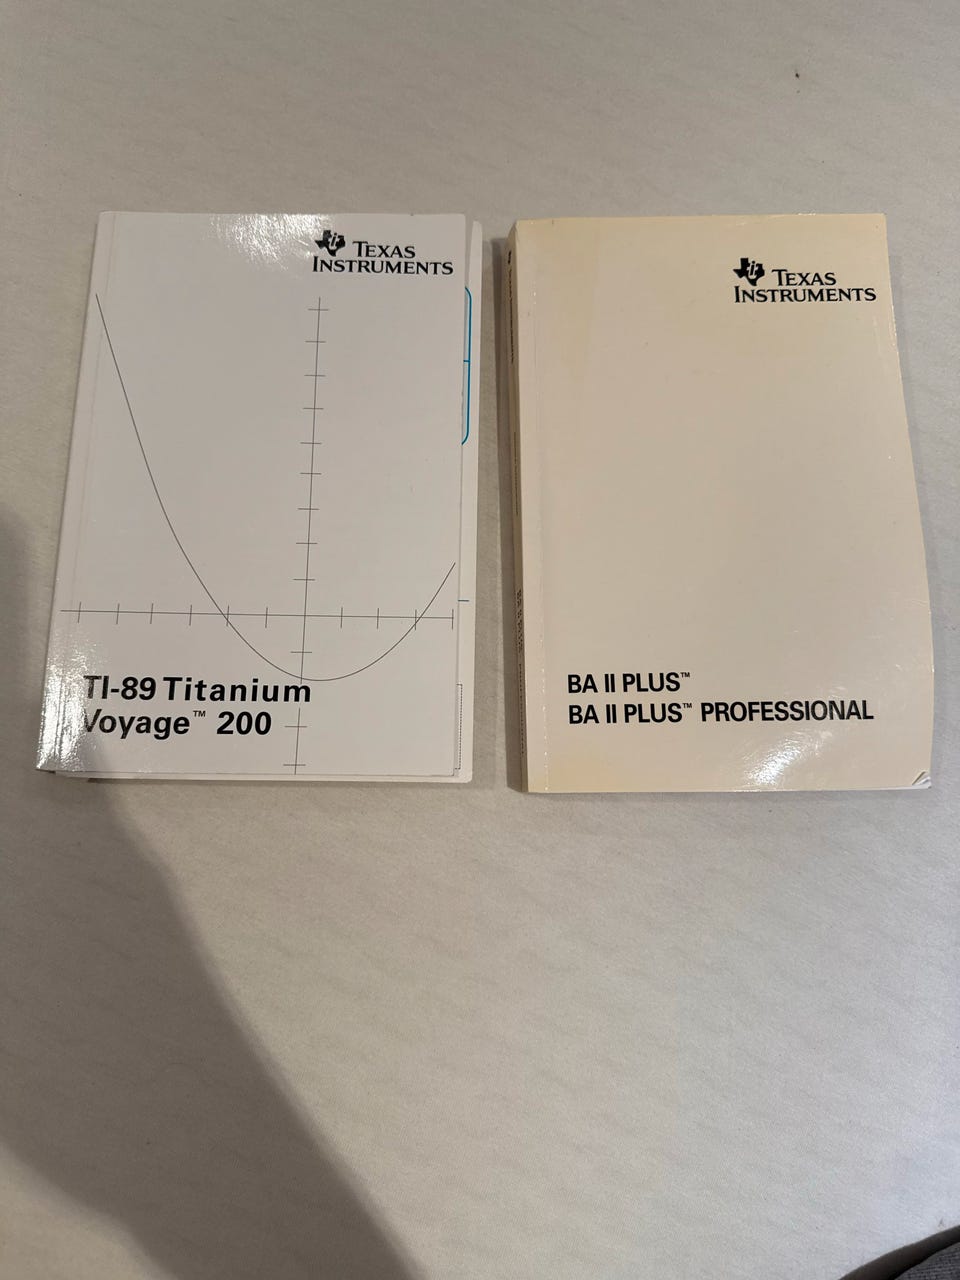 TEXAS
INSTRUMENTS
TI-89 Titanium
Voyage™ 200
TEXAS
INSTRUMENTS
BA II PLUS™
BA II PLUS™ PROFESSIONAL